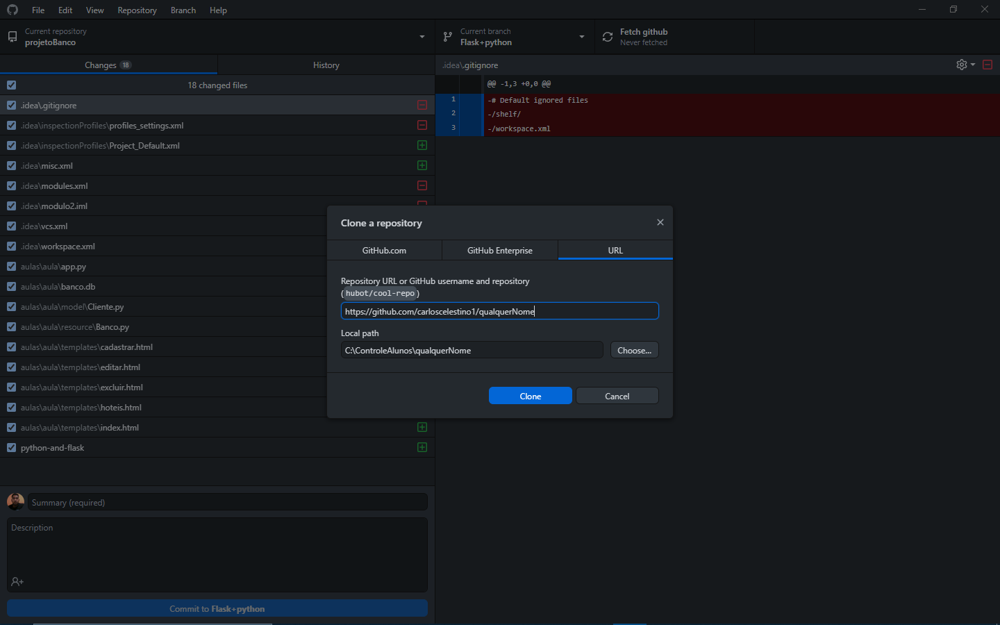 File Edit View Repository Branch Help
Current repository
projetoBanco
Current branch
Flask+python
Fetch github
Never fetched
Changes 18
History
.idea\.gitignore
18 changed files
@@ -1,3 +0,0 @@
1 -# Default ignored files
2 -/shelf/
3 -/workspace.xml
.idea\.gitignore
.idea\inspectionProfiles\profiles_settings.xml
.idea\inspectionProfiles\Project_Default.xml
.idea\misc.xml
.idea\modules.xml
.idea\modulo2.iml
.idea\vcs.xml
.idea\workspace.xml
aulas\aula\app.py
aulas\aula\banco.db
aulas\aula\model\Cliente.py
aulas\aula\resource\Banco.py
aulas\aula\templates\cadastrar.html
aulas\aula\templates\editar.html
aulas\aula\templates\excluir.html
aulas\aula\templates\hoteis.html
aulas\aula\templates\index.html
python-and-flask
Summary (required)
Description
Commit to Flask+python
Clone a repository
GitHub.com
GitHub Enterprise
URL
Repository URL or GitHub username and repository
(hubot/cool-repo)
https://github.com/carloscelestino1/qualquerNome
Local path
C:\ControleAlunos\qualquerNome
Choose...
Clone
Cancel